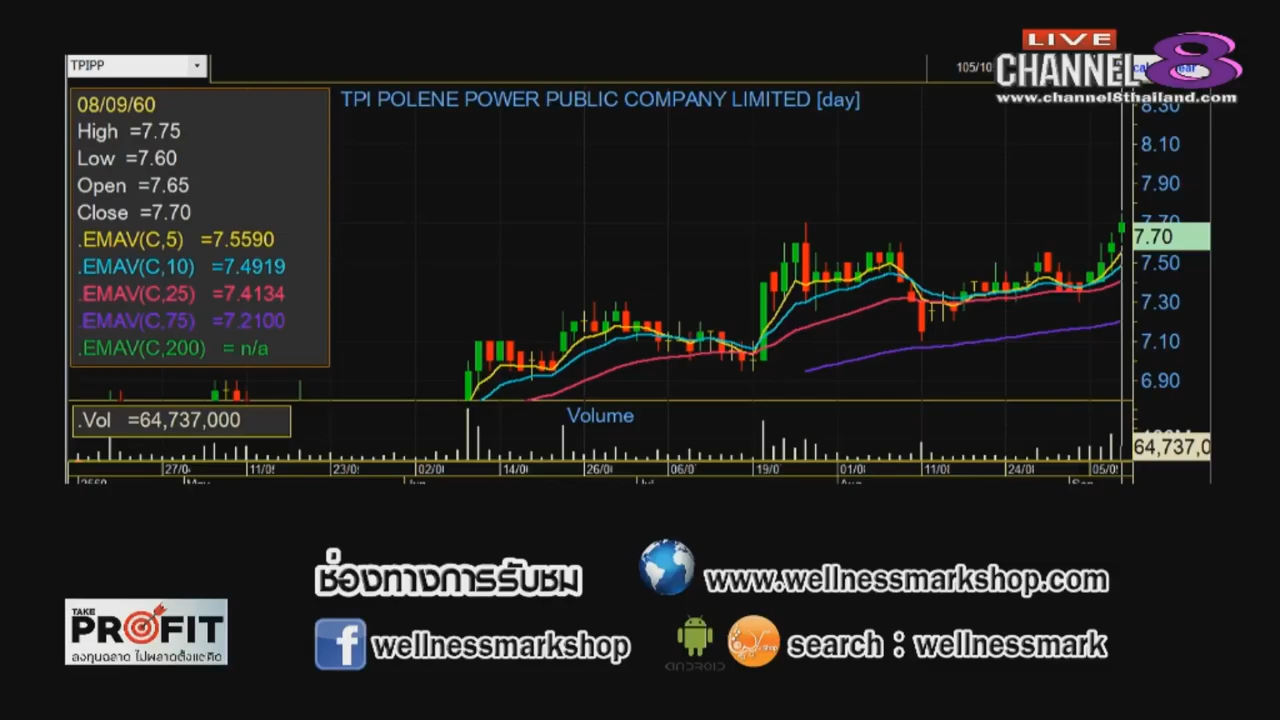 TPIPP
105/10
LIVE
CHANNEL 8
www.channel8thailand.com
08/09/60
High =7.75
Low =7.60
Open =7.65
Close =7.70
.EMAV(C,5) =7.5590
.EMAV(C,10) =7.4919
.EMAV(C,25) =7.4134
.EMAV(C,75) =7.2100
.EMAV(C,200) = n/a
TPI POLENE POWER PUBLIC COMPANY LIMITED [day]
8.30
8.10
7.90
7.70
7.70
7.50
7.30
7.10
6.90
.Vol =64,737,000
Volume
64,737,0
27/0 11/0 23/0 02/0 14/0 26/0 06/0 19/0 01/0 11/0 24/0 05/0
TAKE
PROFIT
ลงทุนฉลาด ไม่พลาดตั้งแต่คิด
ช่องทางการรับชม
www.wellnessmarkshop.com
wellnessmarkshop
ANDROID
search : wellnessmark